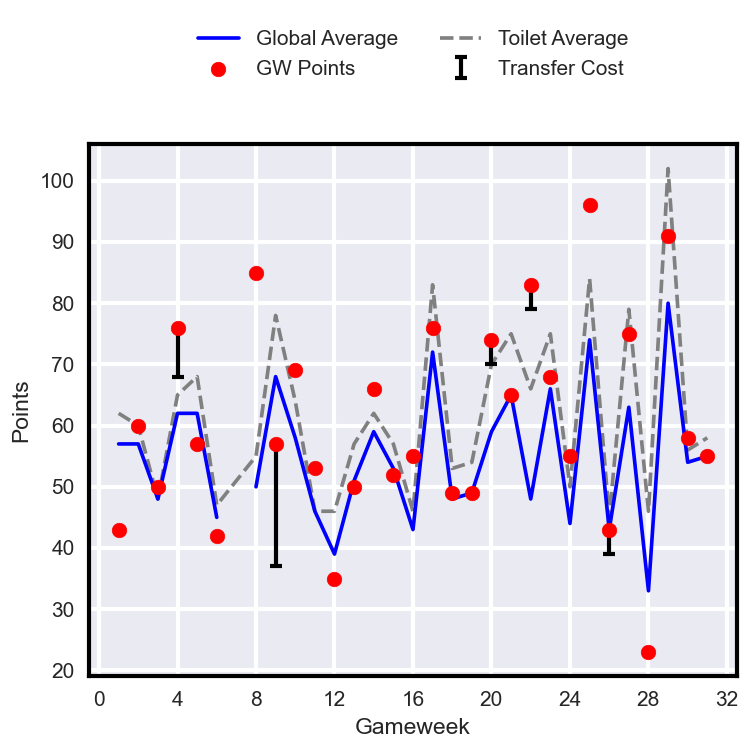 Global Average
Toilet Average
GW Points
Transfer Cost
100
90
80
70
60
50
40
30
20
Points
0 4 8 12 16 20 24 28 32
Gameweek